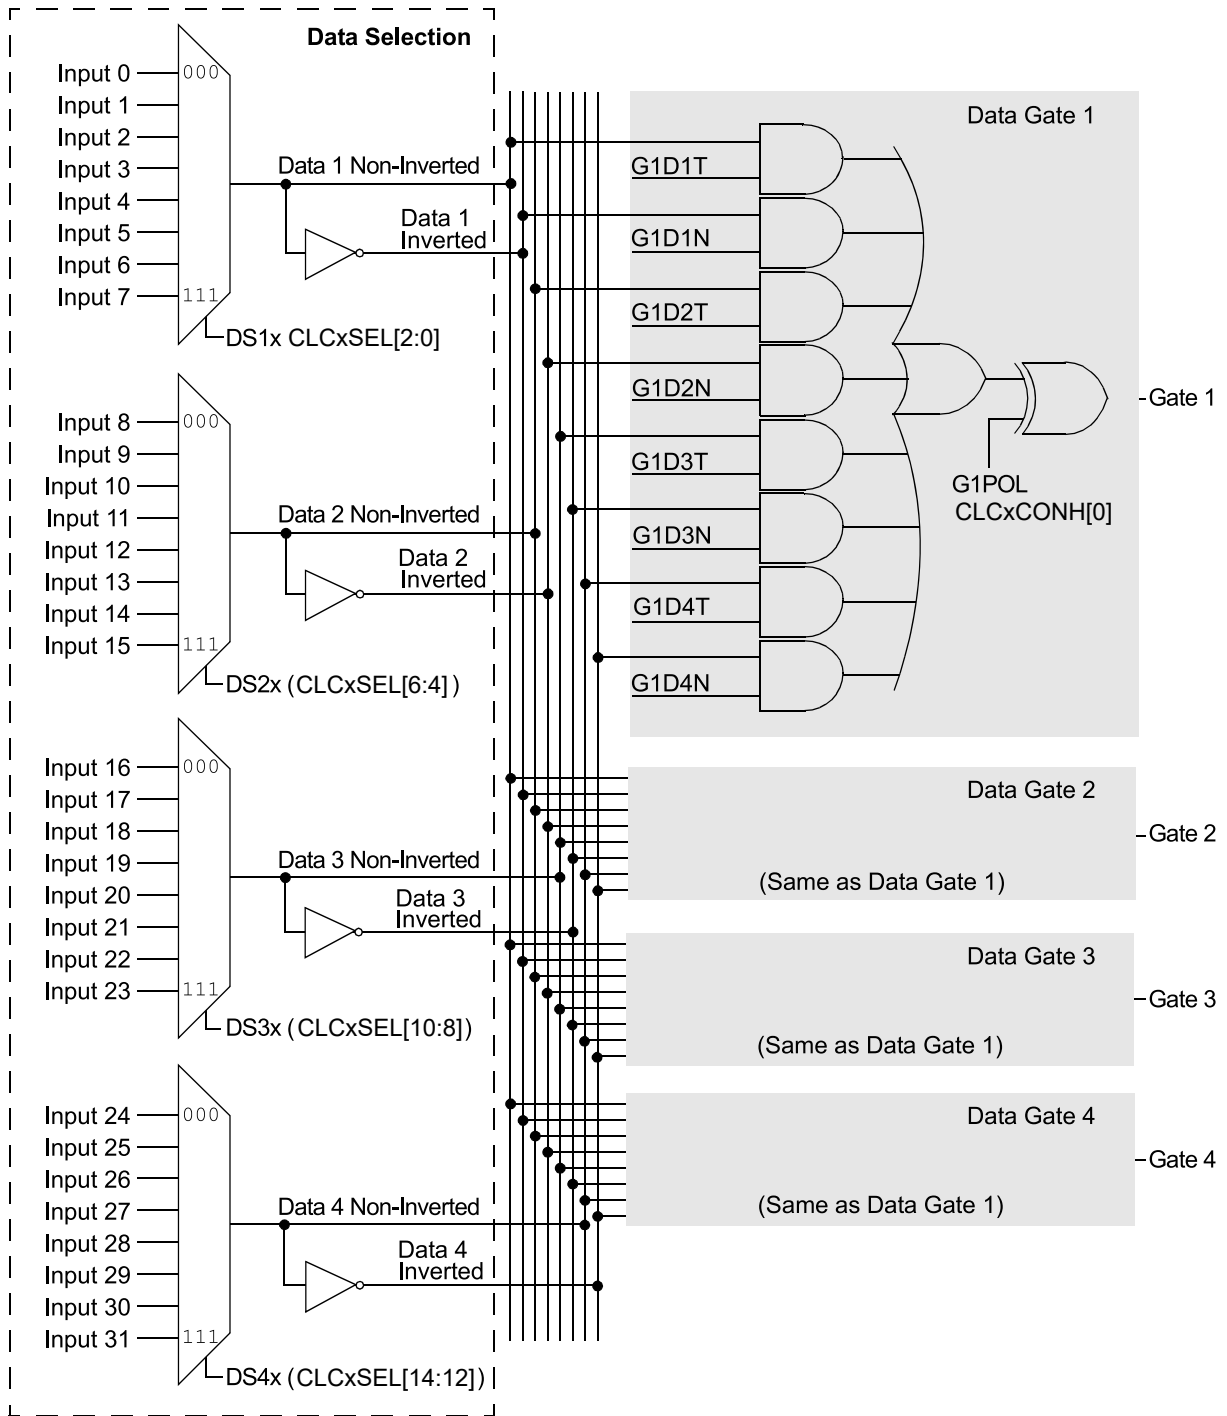 Data Selection
Input 0
000
Input 1
Input 2
Input 3
Input 4
Input 5
Input 6
Input 7
111
DS1x CLCxSEL[2:0]
Data 1 Non-Inverted
Data 1
Inverted
Input 8
000
Input 9
Input 10
Input 11
Input 12
Input 13
Input 14
Input 15
111
DS2x (CLCxSEL[6:4])
Data 2 Non-Inverted
Data 2
Inverted
Input 16
000
Input 17
Input 18
Input 19
Input 20
Input 21
Input 22
Input 23
111
DS3x (CLCxSEL[10:8])
Data 3 Non-Inverted
Data 3
Inverted
Input 24
000
Input 25
Input 26
Input 27
Input 28
Input 29
Input 30
Input 31
111
DS4x (CLCxSEL[14:12])
Data 4 Non-Inverted
Data 4
Inverted
Data Gate 1
G1D1T
G1D1N
G1D2T
G1D2N
G1D3T
G1D3N
G1D4T
G1D4N
G1POL
CLCxCONH[0]
Gate 1
Data Gate 2
(Same as Data Gate 1)
Gate 2
Data Gate 3
(Same as Data Gate 1)
Gate 3
Data Gate 4
(Same as Data Gate 1)
Gate 4